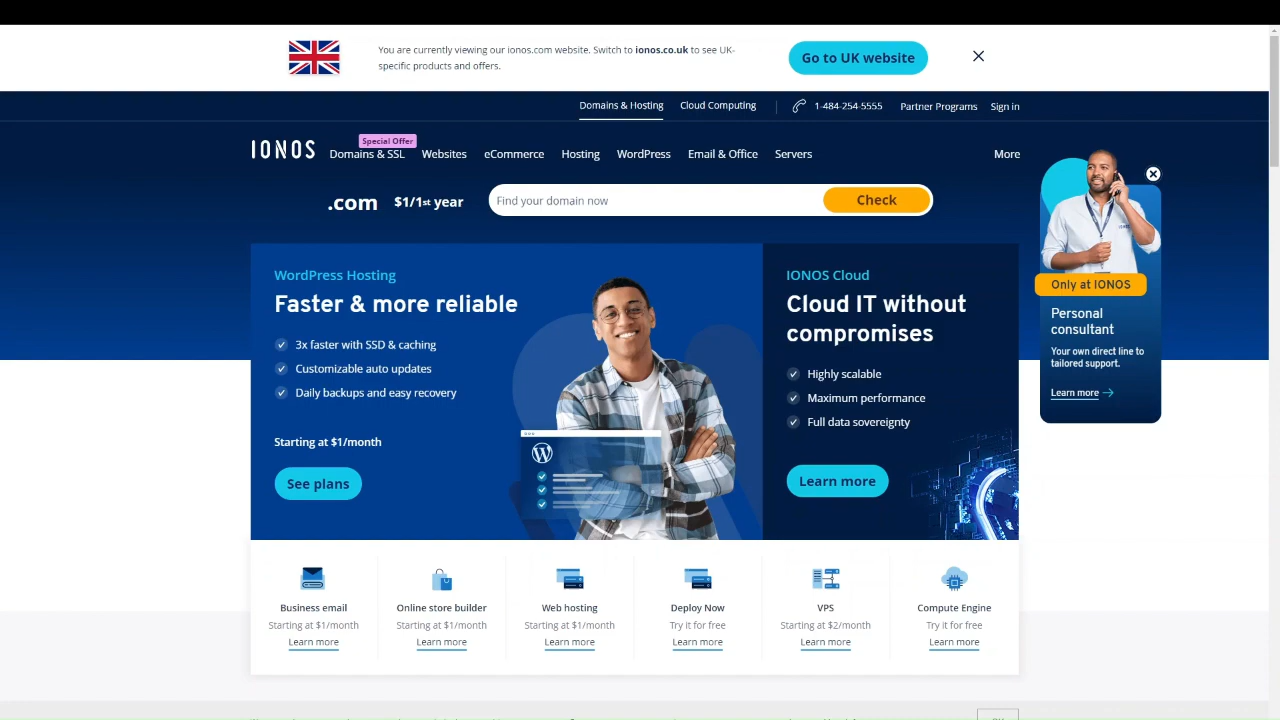 You are currently viewing our ionos.com website. Switch to ionos.co.uk to see UK-
specific products and offers.
Go to UK website
Domains & Hosting
Cloud Computing
1-484-254-5555
Partner Programs
Sign in
IONOS
Special Offer
Domains & SSL
Websites
eCommerce
Hosting
WordPress
Email & Office
Servers
More
.com
$1/1st year
Find your domain now
Check
WordPress Hosting
Faster & more reliable
3x faster with SSD & caching
Customizable auto updates
Daily backups and easy recovery
Starting at $1/month
See plans
IONOS Cloud
Cloud IT without
compromises
Highly scalable
Maximum performance
Full data sovereignty
Learn more
Only at IONOS
Personal
consultant
Your own direct line to
tailored support.
Learn more
Business email
Starting at $1/month
Learn more
Online store builder
Starting at $1/month
Learn more
Web hosting
Starting at $1/month
Learn more
Deploy Now
Try it for free
Learn more
VPS
Starting at $2/month
Learn more
Compute Engine
Try it for free
Learn more